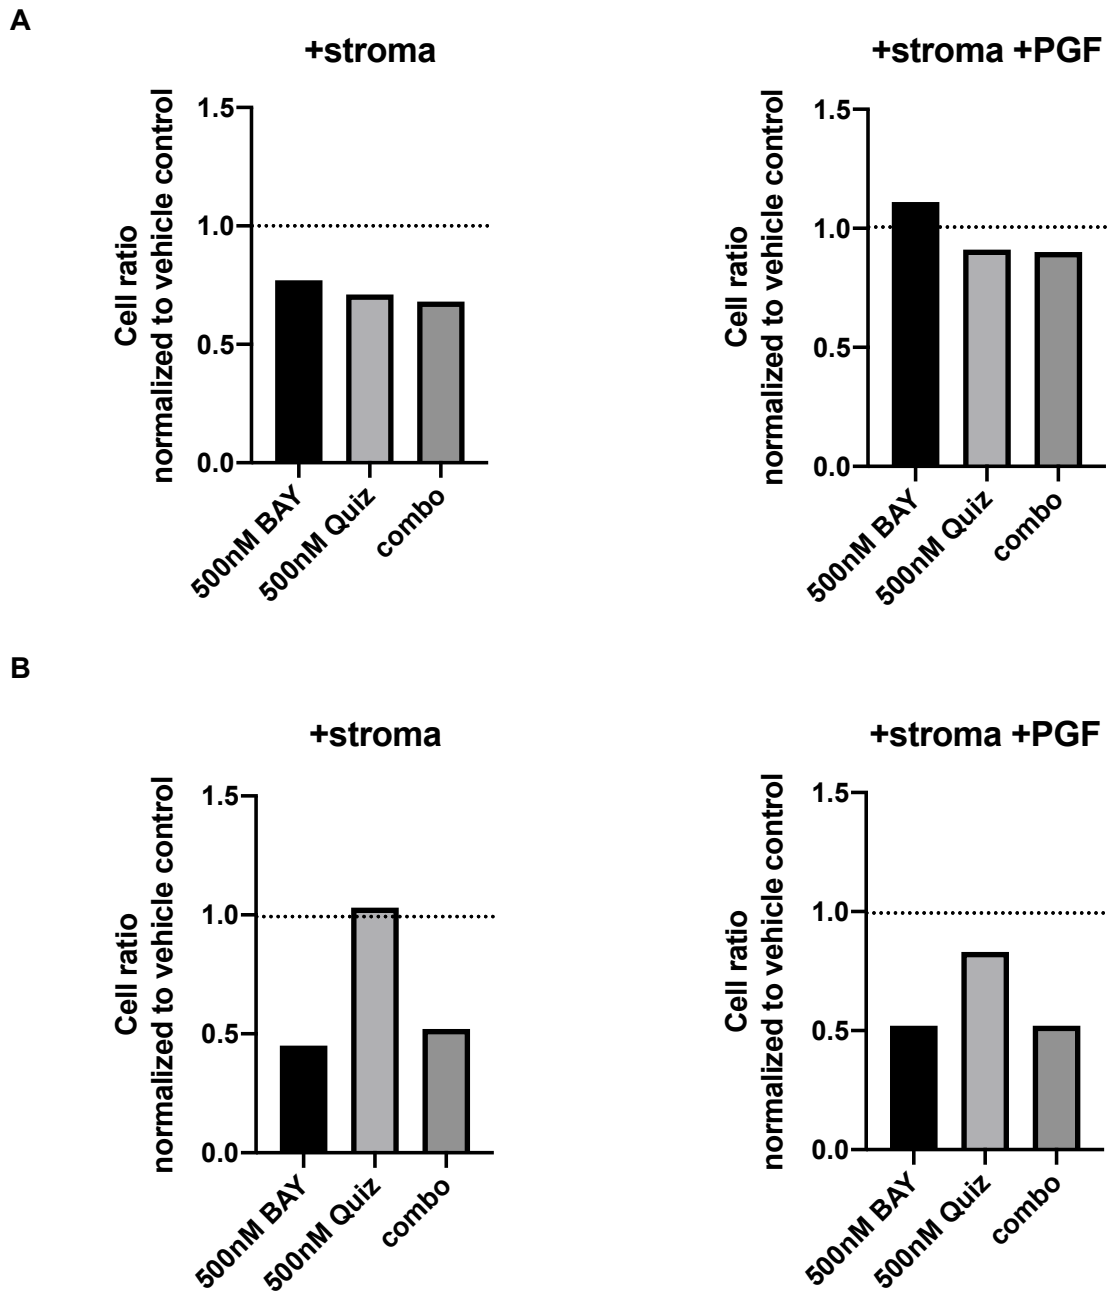 A
+stroma
Cell ratio
normalized to vehicle control
1.5
1.0
0.5
0.0
500nM BAY
500nM Quiz
combo
+stroma +PGF
Cell ratio
normalized to vehicle control
1.5
1.0
0.5
0.0
500nM BAY
500nM Quiz
combo
B
+stroma
Cell ratio
normalized to vehicle control
1.5
1.0
0.5
0.0
500nM BAY
500nM Quiz
combo
+stroma +PGF
Cell ratio
normalized to vehicle control
1.5
1.0
0.5
0.0
500nM BAY
500nM Quiz
combo